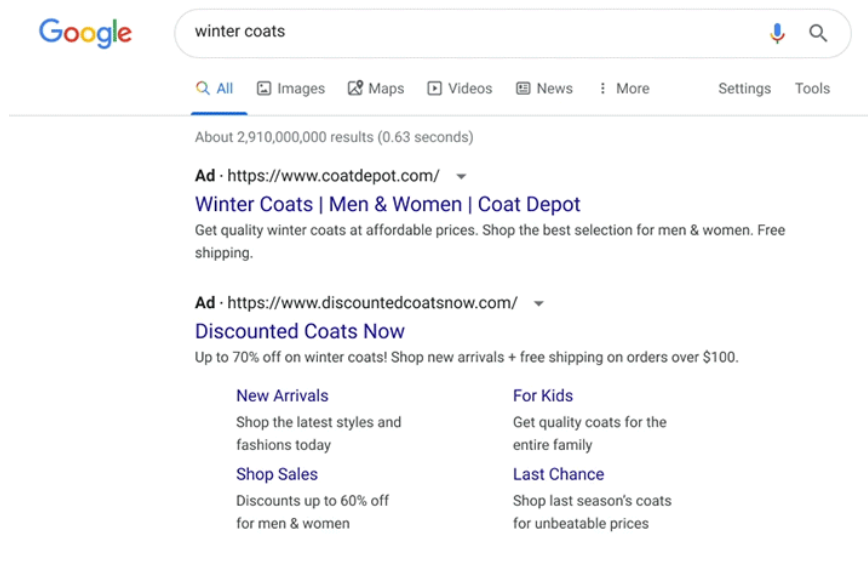 Google
winter coats
All Images Maps Videos News More Settings Tools
About 2,910,000,000 results (0.63 seconds)
Ad · https://www.coatdepot.com/
Winter Coats | Men & Women | Coat Depot
Get quality winter coats at affordable prices. Shop the best selection for men & women. Free
shipping.
Ad · https://www.discountedcoatsnow.com/
Discounted Coats Now
Up to 70% off on winter coats! Shop new arrivals + free shipping on orders over $100.
New Arrivals
Shop the latest styles and
fashions today
For Kids
Get quality coats for the
entire family
Shop Sales
Discounts up to 60% off
for men & women
Last Chance
Shop last season's coats
for unbeatable prices